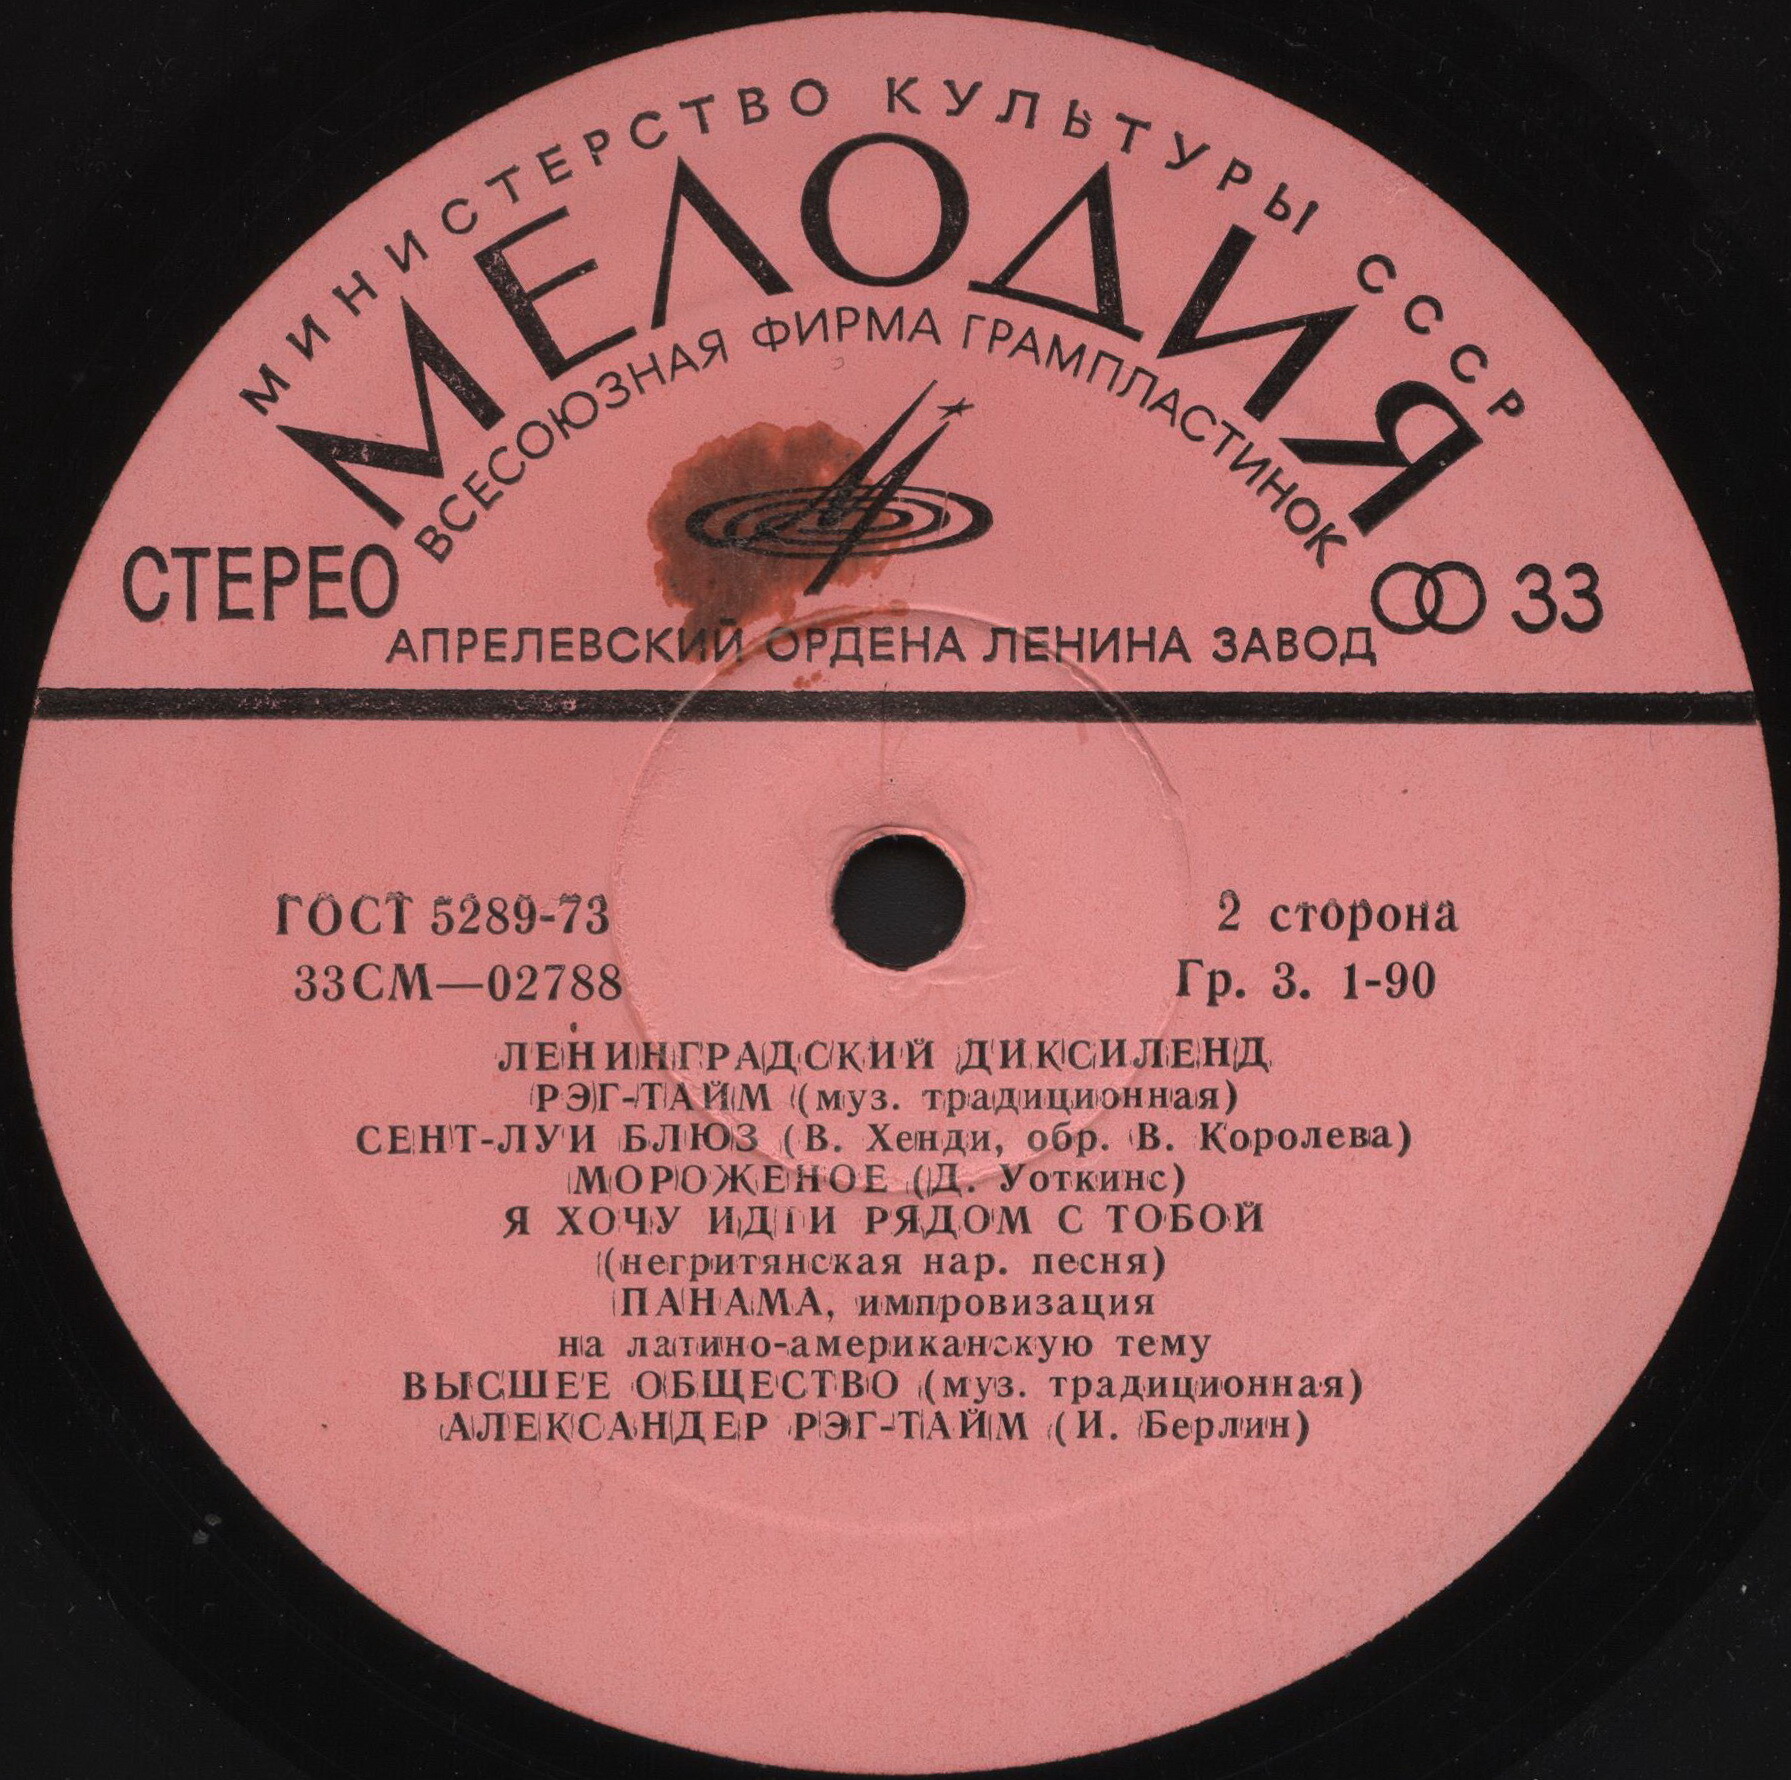 МИНИСТЕРСТВО КУЛЬТУРЫ СССР
МЕЛОДИЯ
ВСЕСОЮЗНАЯ ФИРМА ГРАМПЛАСТИНОК
СТЕРЕО
33
АПРЕЛЕВСКИЙ ОРДЕНА ЛЕНИНА ЗАВОД
ГОСТ 5289-73
2 сторона
33СМ—02788
Гр. 3. 1-90
ЛЕНИНГРАДСКИЙ ДИКСИЛЕНД
РЭГ-ТАЙМ (муз. традиционная)
СЕНТ-ЛУИ БЛЮЗ (В. Хенди, обр. В. Королева)
МОРОЖЕНОЕ (Д. Уоткинс)
Я ХОЧУ ИДТИ РЯДОМ С ТОБОЙ
(негритянская нар. песня)
ПАНАМА, импровизация
на латино-американскую тему
ВЫСШЕЕ ОБЩЕСТВО (муз. традиционная)
АЛЕКСАНДЕР РЭГ-ТАЙМ (И. Берлин)